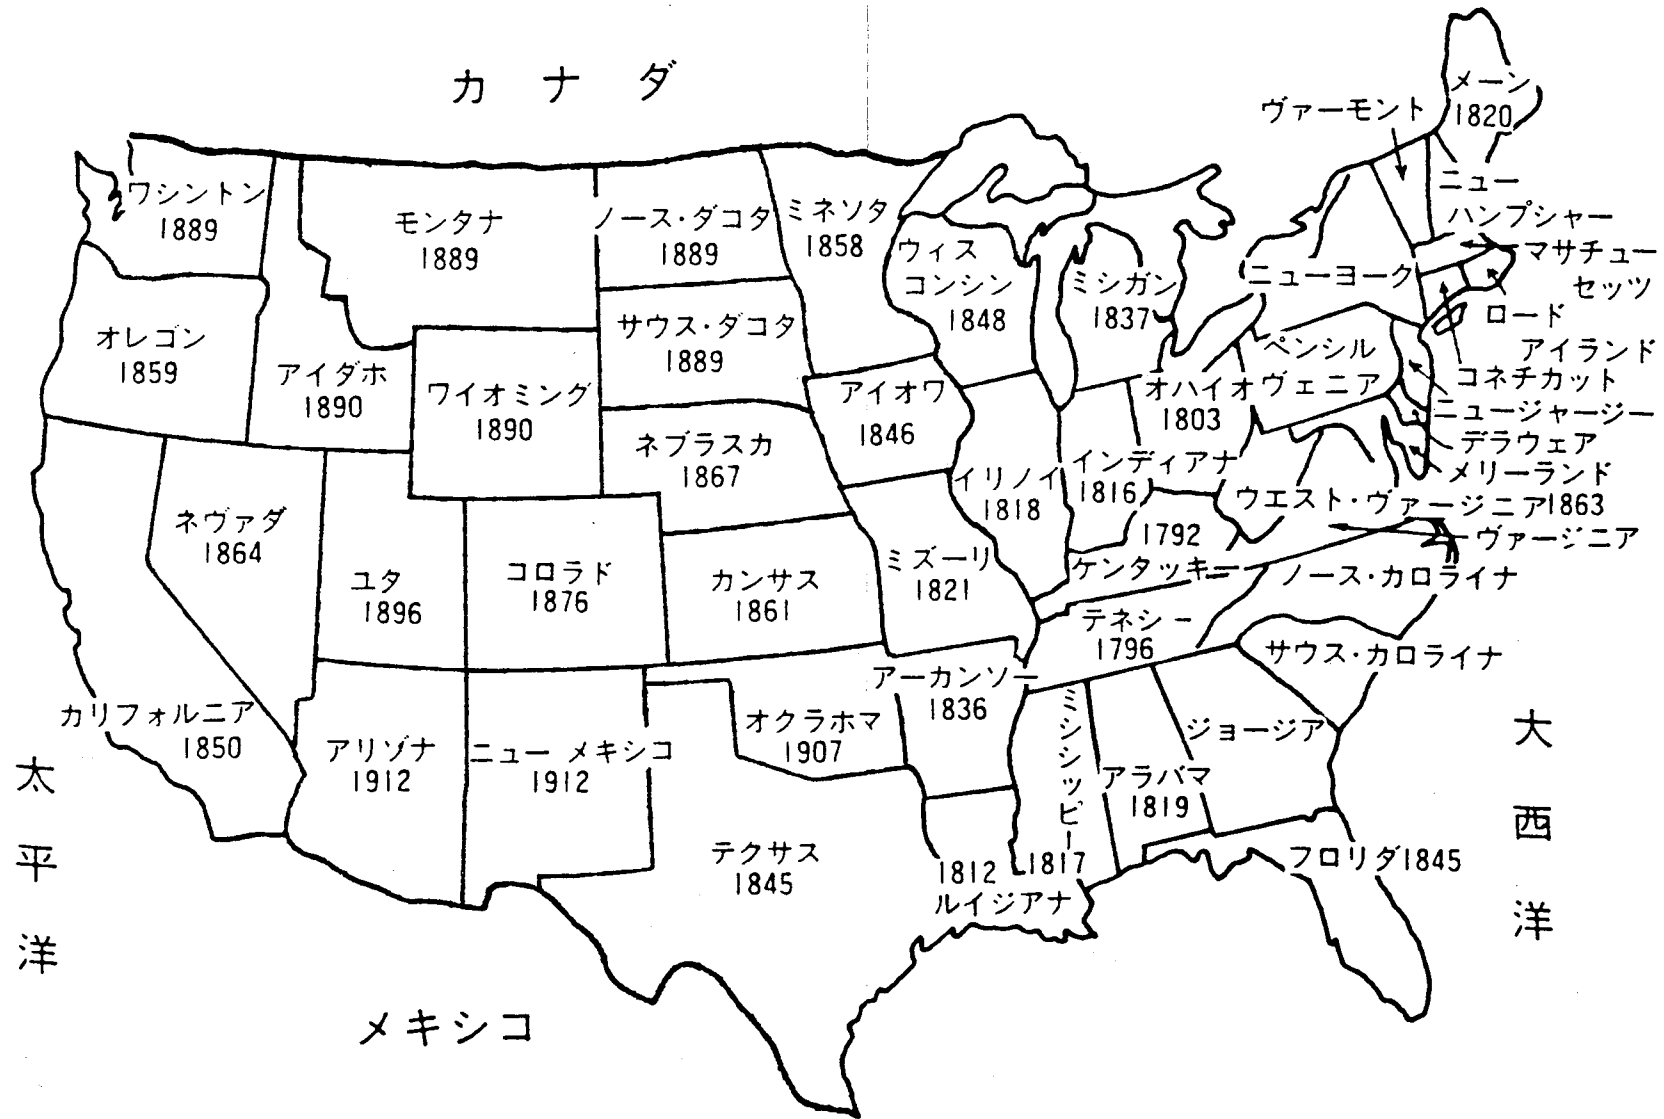 カナダ
メーン
1820
ヴァーモント
ニュー
ハンプシャー
マサチュー
セッツ
ロード
アイランド
コネチカット
ニュージャージー
デラウェア
メリーランド
ワシントン
1889
モンタナ
1889
ノース・ダコタ
1889
ミネソタ
1858
ウィス
コンシン
1848
ミシガン
1837
ニューヨーク
オレゴン
1859
アイダホ
1890
ワイオミング
1890
サウス・ダコタ
1889
アイオワ
1846
オハイオ
1803
ペンシル
ヴェニア
ネブラスカ
1867
イリノイ
1818
インディアナ
1816
ウエスト・ヴァージニア1863
ヴァージニア
ネヴァダ
1864
ユタ
1896
コロラド
1876
カンサス
1861
ミズーリ
1821
1792
ケンタッキー
ノース・カロライナ
テネシー
1796
サウス・カロライナ
カリフォルニア
1850
アリゾナ
1912
ニュー メキシコ
1912
オクラホマ
1907
アーカンソー
1836
ミシシッピー
1817
アラバマ
1819
ジョージア
テクサス
1845
1812
ルイジアナ
フロリダ1845
太平洋
大西洋
メキシコ